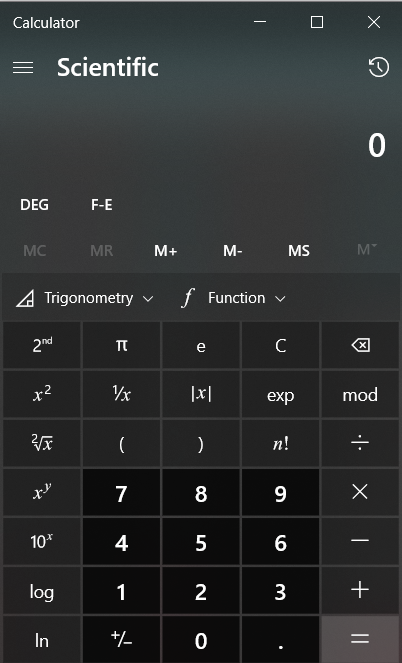 Calculator
Scientific
0
DEG F-E
MC MR M+ M- MS M˅
Trigonometry f Function
2ⁿᵈ π e C
x² ¹/x |x| exp mod
²√x ( ) n! ÷
xʸ 7 8 9 ×
10ˣ 4 5 6 −
log 1 2 3 +
ln +/− 0 . =